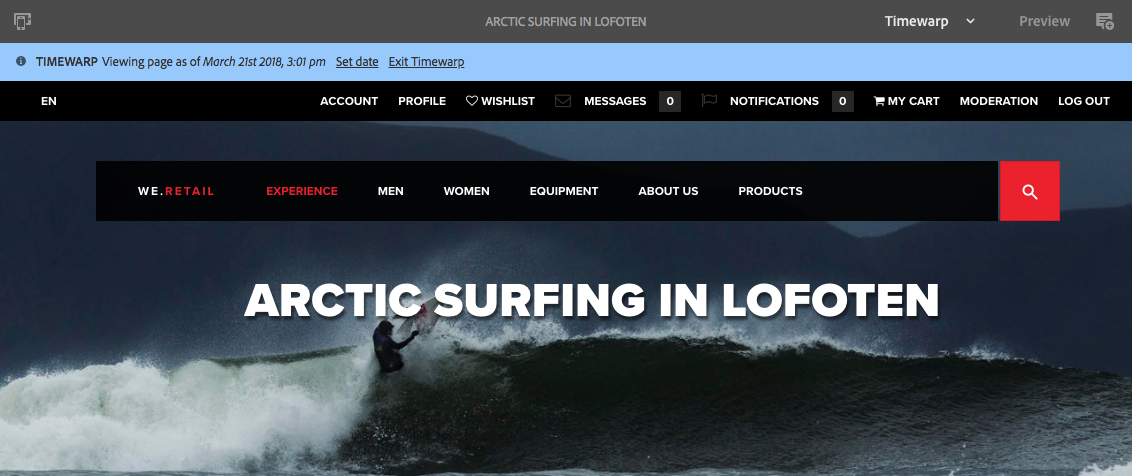 ARCTIC SURFING IN LOFOTEN Timewarp Preview
TIMEWARP Viewing page as of March 21st 2018, 3:01 pm Set date Exit Timewarp
EN ACCOUNT PROFILE WISHLIST MESSAGES 0 NOTIFICATIONS 0 MY CART MODERATION LOG OUT
WE.RETAIL EXPERIENCE MEN WOMEN EQUIPMENT ABOUT US PRODUCTS
ARCTIC SURFING IN LOFOTEN